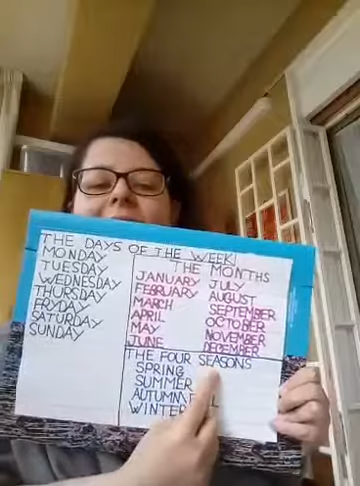 THE DAYS OF THE WEEK
MONDAY
TUESDAY
WEDNESDAY
THURSDAY
FRYDAY
SATURDAY
SUNDAY
THE MONTHS
JANUARY
FEBRUARY
MARCH
APRIL
MAY
JUNE
JULY
AUGUST
SEPTEMBER
OCTOBER
NOVEMBER
DECEMBER
THE FOUR SEASONS
SPRING
SUMMER
AUTUMN
WINTER